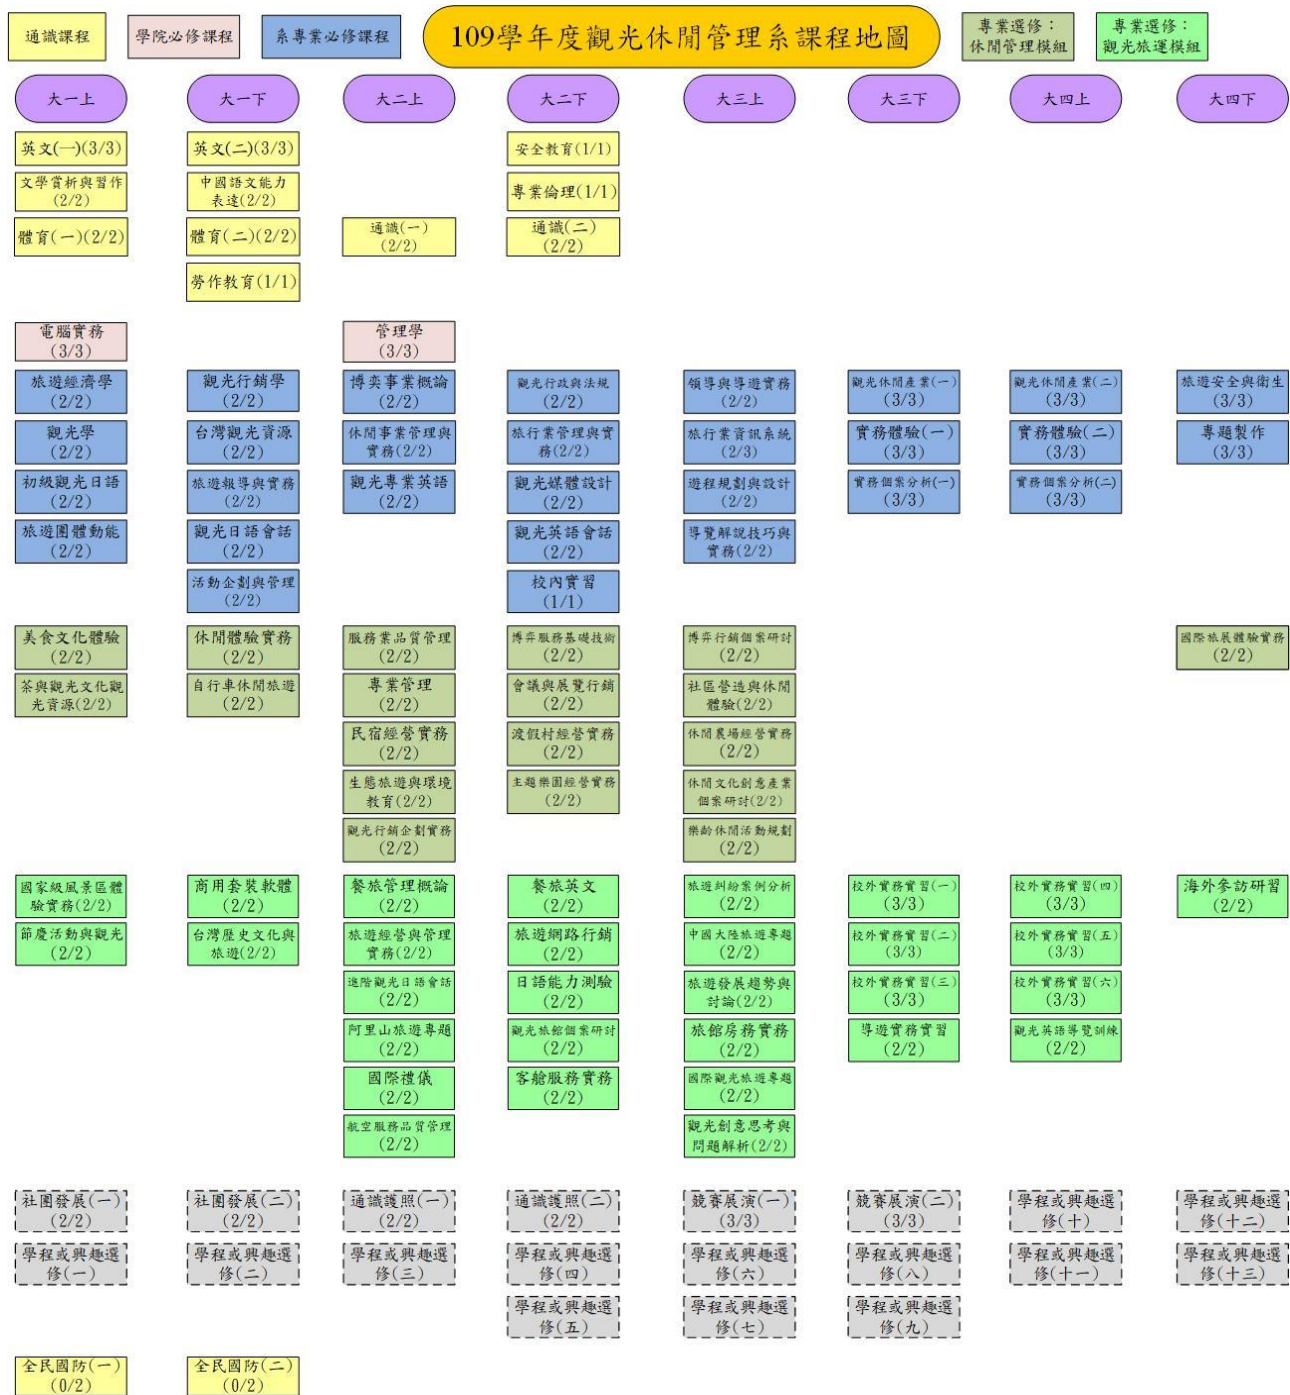 通識課程
學院必修課程
系專業必修課程
109學年度觀光休閒管理系課程地圖
專業選修：
休閒管理模組
專業選修：
觀光旅運模組
大一上
大一下
大二上
大二下
大三上
大三下
大四上
大四下
英文(一)(3/3)
英文(二)(3/3)
安全教育(1/1)
文學賞析與習作
(2/2)
中國語文能力
表達(2/2)
專業倫理(1/1)
體育(一)(2/2)
體育(二)(2/2)
通識(一)
(2/2)
通識(二)
(2/2)
勞作教育(1/1)
電腦實務
(3/3)
管理學
(3/3)
旅遊經濟學
(2/2)
觀光行銷學
(2/2)
博奕事業概論
(2/2)
觀光行政與法規
(2/2)
領導與導遊實務
(2/2)
觀光休閒產業(一)
(3/3)
觀光休閒產業(二)
(3/3)
旅遊安全與衛生
(3/3)
觀光學
(2/2)
台灣觀光資源
(2/2)
休閒事業管理與
實務(2/2)
旅行業管理與實
務(2/2)
旅行業資訊系統
(2/3)
實務體驗(一)
(3/3)
實務體驗(二)
(3/3)
專題製作
(3/3)
初級觀光日語
(2/2)
旅遊報導與實務
(2/2)
觀光專業英語
(2/2)
觀光媒體設計
(2/2)
遊程規劃與設計
(2/2)
實務個案分析(一)
(3/3)
實務個案分析(二)
(3/3)
旅遊團體動能
(2/2)
觀光日語會話
(2/2)
觀光英語會話
(2/2)
導覽解說技巧與
實務(2/2)
活動企劃與管理
(2/2)
校內實習
(1/1)
美食文化體驗
(2/2)
休閒體驗實務
(2/2)
服務業品質管理
(2/2)
博弈服務基礎技術
(2/2)
博弈行銷個案研討
(2/2)
國際旅展體驗實務
(2/2)
茶與觀光文化觀
光資源(2/2)
自行車休閒旅遊
(2/2)
專業管理
(2/2)
會議與展覽行銷
(2/2)
社區營造與休閒
體驗(2/2)
民宿經營實務
(2/2)
渡假村經營實務
(2/2)
休閒農場經營實務
(2/2)
生態旅遊與環境
教育(2/2)
主題樂園經營實務
(2/2)
休閒文化創意產業
個案研討(2/2)
觀光行銷企劃實務
(2/2)
樂齡休閒活動規劃
(2/2)
國家級風景區體
驗實務(2/2)
商用套裝軟體
(2/2)
餐旅管理概論
(2/2)
餐旅英文
(2/2)
旅遊糾紛案例分析
(2/2)
校外實務實習(一)
(3/3)
校外實務實習(四)
(3/3)
海外參訪研習
(2/2)
節慶活動與觀光
(2/2)
台灣歷史文化與
旅遊(2/2)
旅遊經營與管理
實務(2/2)
旅遊網路行銷
(2/2)
中國大陸旅遊專題
(2/2)
校外實務實習(二)
(3/3)
校外實務實習(五)
(3/3)
進階觀光日語會話
(2/2)
日語能力測驗
(2/2)
旅遊發展趨勢與
討論(2/2)
校外實務實習(三)
(3/3)
校外實務實習(六)
(3/3)
阿里山旅遊專題
(2/2)
觀光旅館個案研討
(2/2)
旅館房務實務
(2/2)
導遊實務實習
(2/2)
觀光英語導覽訓練
(2/2)
國際禮儀
(2/2)
客艙服務實務
(2/2)
國際觀光旅遊專題
(2/2)
航空服務品質管理
(2/2)
觀光創意思考與
問題解析(2/2)
社團發展(一)
(2/2)
社團發展(二)
(2/2)
通識護照(一)
(2/2)
通識護照(二)
(2/2)
競賽展演(一)
(3/3)
競賽展演(二)
(3/3)
學程或興趣選
修(十)
學程或興趣選
修(十二)
學程或興趣選
修(一)
學程或興趣選
修(二)
學程或興趣選
修(三)
學程或興趣選
修(四)
學程或興趣選
修(六)
學程或興趣選
修(八)
學程或興趣選
修(十一)
學程或興趣選
修(十三)
學程或興趣選
修(五)
學程或興趣選
修(七)
學程或興趣選
修(九)
全民國防(一)
(0/2)
全民國防(二)
(0/2)